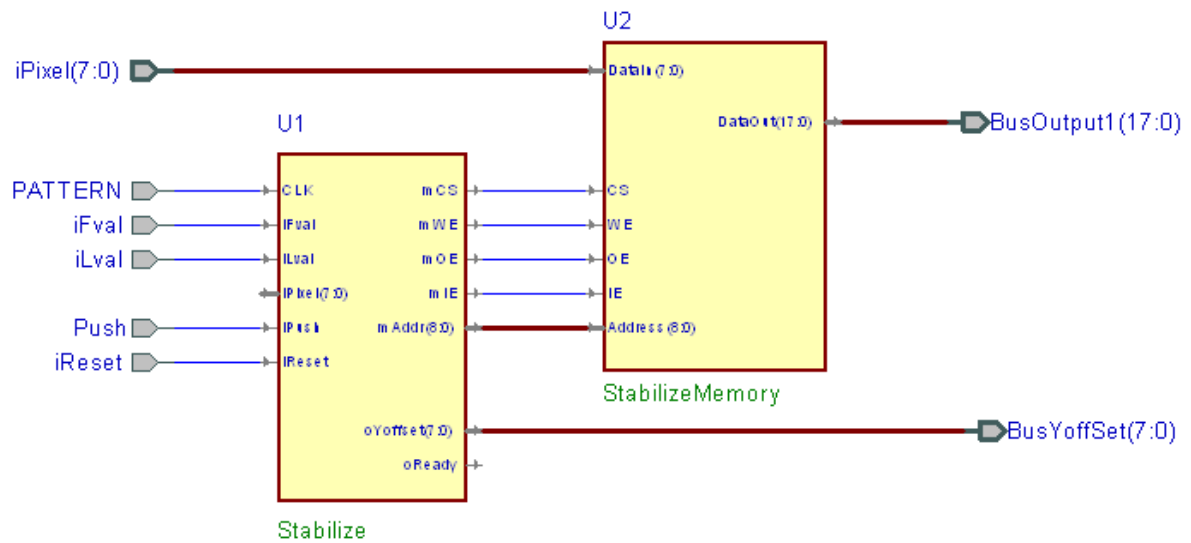 U2
iPixel(7:0)
DataIn(7:0)
DataOut(17:0)
BusOutput1(17:0)
U1
PATTERN
CLK
mCS
CS
iFval
iFval
mWE
WE
iLval
iLval
mOE
OE
iPixel(7:0)
mIE
IE
Push
iPush
mAddr(8:0)
Address(8:0)
iReset
iReset
StabilizeMemory
oYoffset(7:0)
BusYoffSet(7:0)
oReady
Stabilize